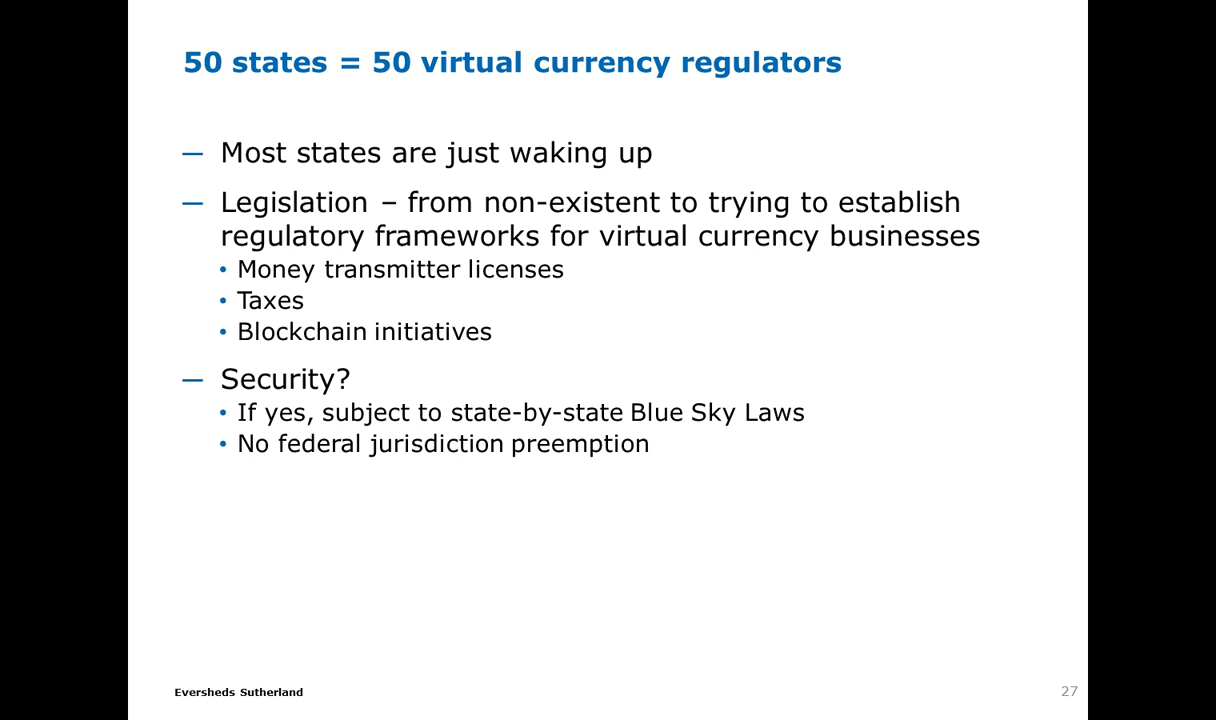 50 states = 50 virtual currency regulators
— Most states are just waking up
— Legislation – from non-existent to trying to establish
regulatory frameworks for virtual currency businesses
• Money transmitter licenses
• Taxes
• Blockchain initiatives
— Security?
• If yes, subject to state-by-state Blue Sky Laws
• No federal jurisdiction preemption
Eversheds Sutherland
27